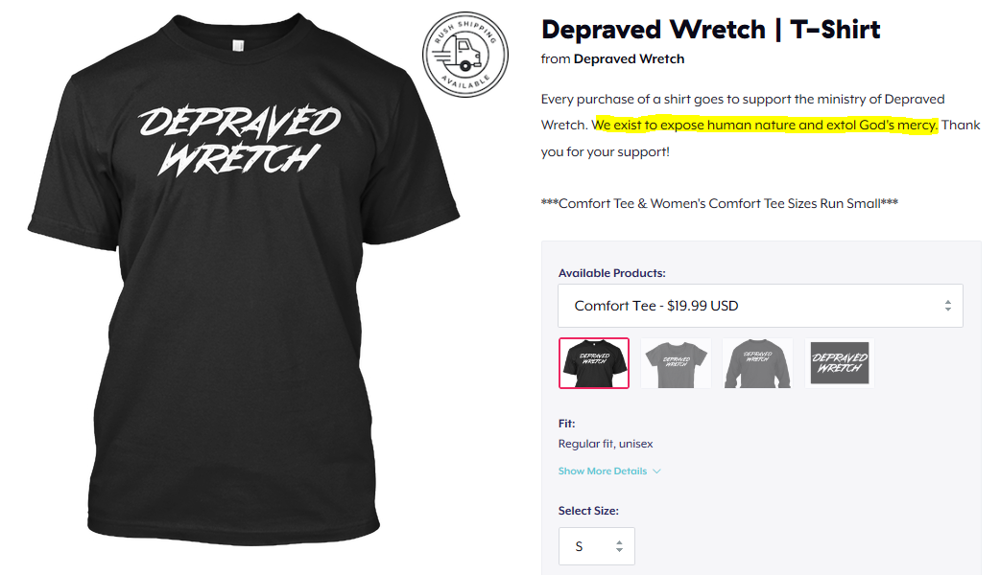 DEPRAVED
WRETCH
RUSH SHIPPING
AVAILABLE
Depraved Wretch | T-Shirt
from Depraved Wretch
Every purchase of a shirt goes to support the ministry of Depraved
Wretch. We exist to expose human nature and extol God's mercy. Thank
you for your support!
***Comfort Tee & Women's Comfort Tee Sizes Run Small***
Available Products:
Comfort Tee - $19.99 USD
DEPRAVED
WRETCH
DEPRAVED
WRETCH
DEPRAVED
WRETCH
DEPRAVED
WRETCH
Fit:
Regular fit, unisex
Show More Details
Select Size:
S